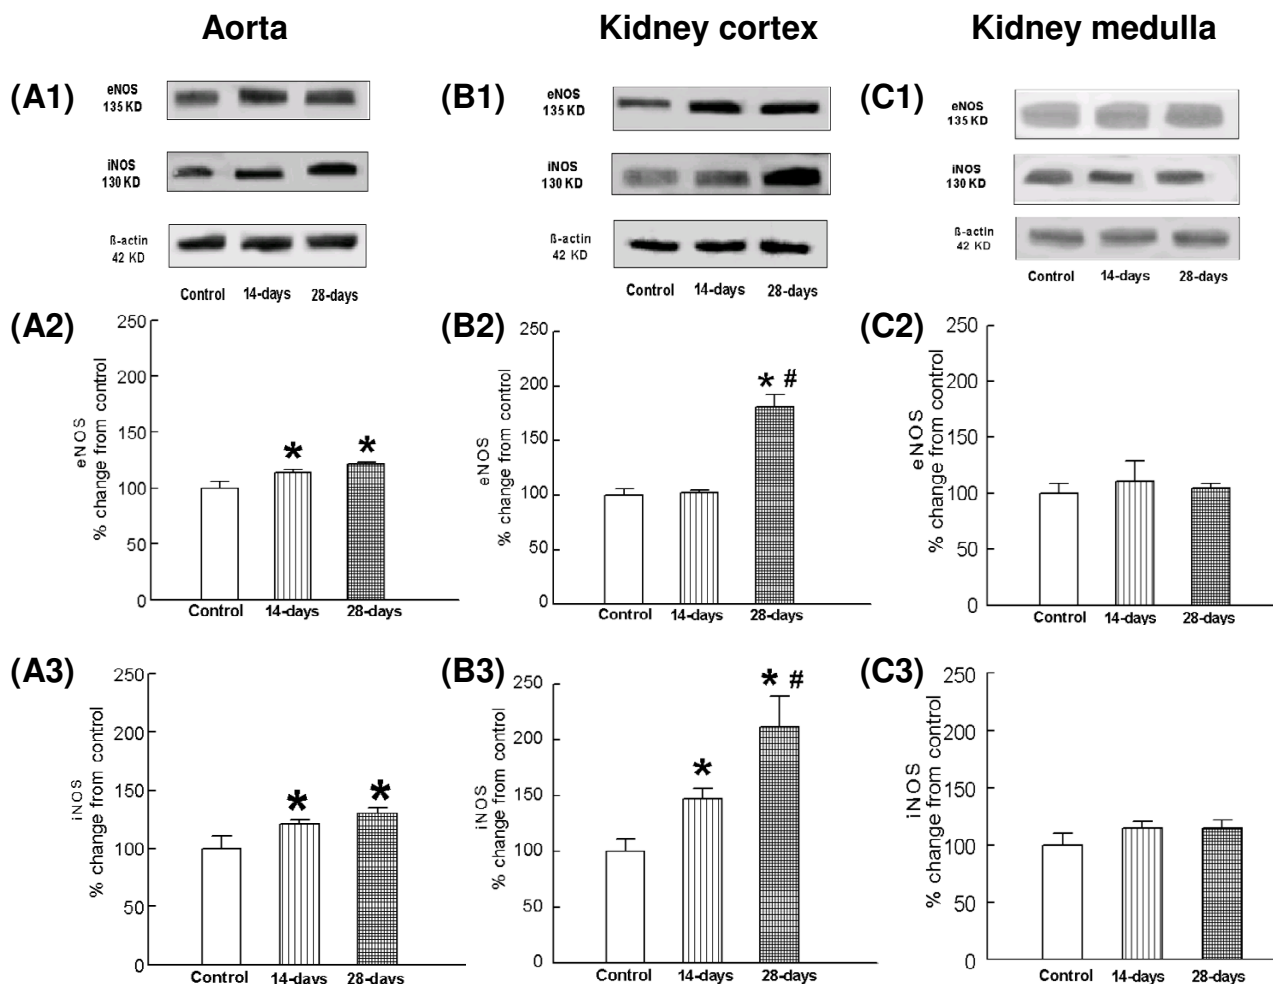 Aorta
Kidney cortex
Kidney medulla
(A1)
eNOS
135 KD
iNOS
130 KD
ß-actin
42 KD
Control 14-days 28-days
(B1)
eNOS
135 KD
iNOS
130 KD
ß-actin
42 KD
Control 14-days 28-days
(C1)
eNOS
135 KD
iNOS
130 KD
ß-actin
42 KD
Control 14-days 28-days
(A2)
eNOS
% change from control
250
200
150
100
50
0
* *
Control 14-days 28-days
(B2)
eNOS
% change from control
250
200
150
100
50
0
* #
Control 14-days 28-days
(C2)
eNOS
% change from control
250
200
150
100
50
0
Control 14-days 28-days
(A3)
iNOS
% change from control
250
200
150
100
50
0
* *
Control 14-days 28-days
(B3)
iNOS
% change from control
250
200
150
100
50
0
*
* #
Control 14-days 28-days
(C3)
iNOS
% change from control
250
200
150
100
50
0
Control 14-days 28-days